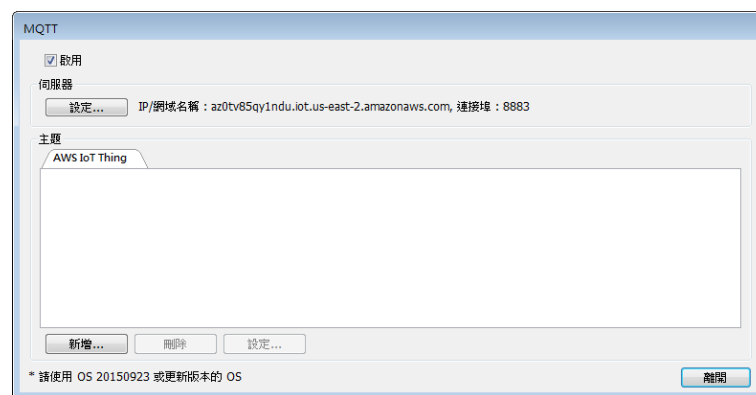 MQTT
啟用
伺服器
設定... IP/網域名稱：az0tv85qy1ndu.iot.us-east-2.amazonaws.com, 連接埠：8883
主題
AWS IoT Thing
新增... 刪除 設定...
* 請使用 OS 20150923 或更新版本的 OS
離開